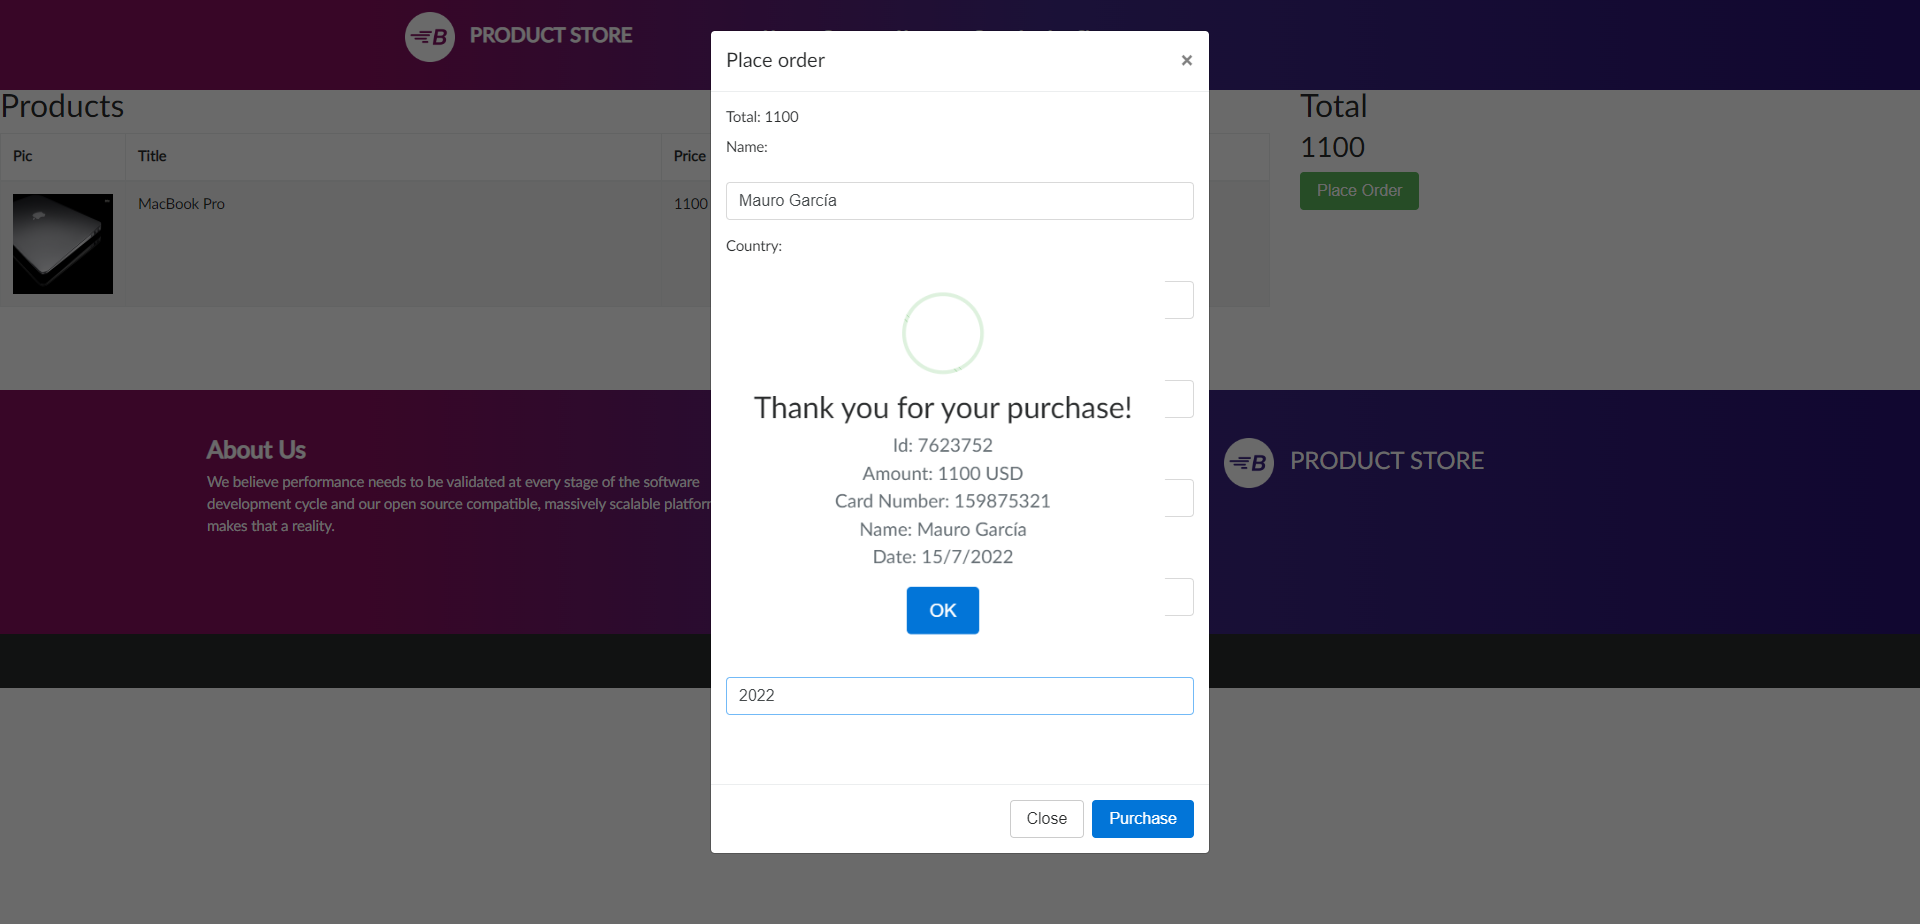 B PRODUCT STORE
Place order
×
Products
Total
Total: 1100
1100
Name:
Pic
Title
Price
Place Order
MacBook Pro
1100
Mauro García
Country:
Thank you for your purchase!
Id: 7623752
Amount: 1100 USD
Card Number: 159875321
Name: Mauro García
Date: 15/7/2022
OK
About Us
We believe performance needs to be validated at every stage of the software
development cycle and our open source compatible, massively scalable platform
makes that a reality.
B PRODUCT STORE
2022
Close
Purchase